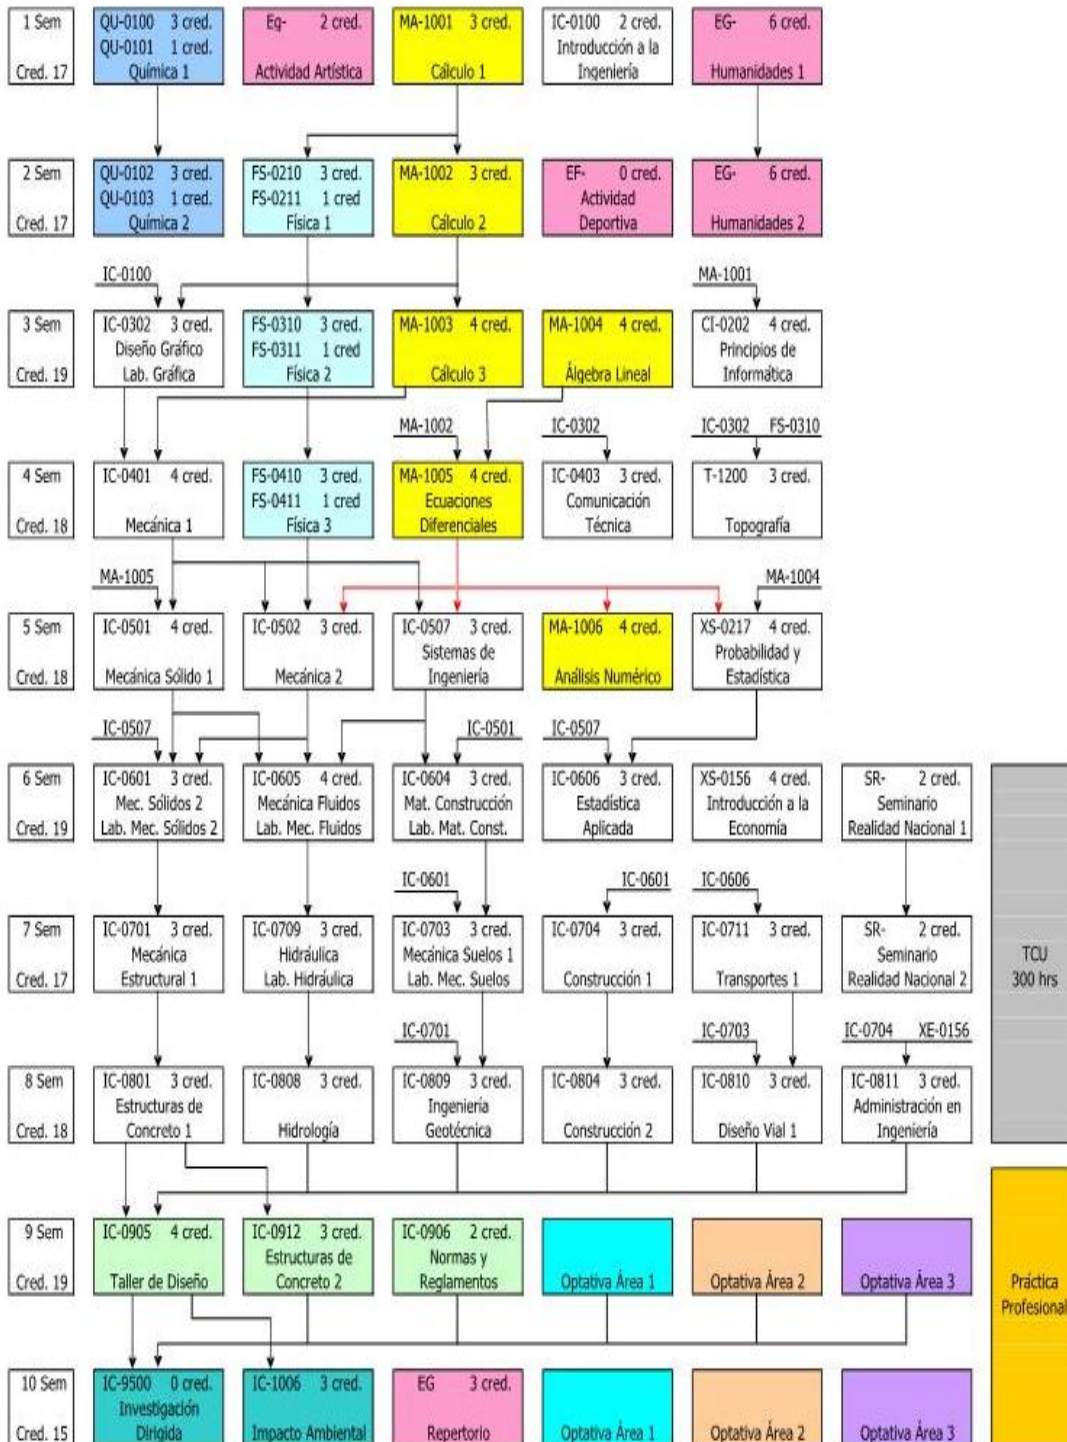 1 Sem
Cred. 17
QU-0100 3 cred.
QU-0101 1 cred.
Química 1
Eg- 2 cred.
Actividad Artística
MA-1001 3 cred.
Cálculo 1
IC-0100 2 cred.
Introducción a la
Ingeniería
EG- 6 cred.
Humanidades 1
2 Sem
Cred. 17
QU-0102 3 cred.
QU-0103 1 cred.
Química 2
FS-0210 3 cred.
FS-0211 1 cred
Física 1
MA-1002 3 cred.
Cálculo 2
EF- 0 cred.
Actividad
Deportiva
EG- 6 cred.
Humanidades 2
IC-0100
MA-1001
3 Sem
Cred. 19
IC-0302 3 cred.
Diseño Gráfico
Lab. Gráfica
FS-0310 3 cred.
FS-0311 1 cred
Física 2
MA-1003 4 cred.
Cálculo 3
MA-1004 4 cred.
Álgebra Lineal
CI-0202 4 cred.
Principios de
Informática
MA-1002
IC-0302
IC-0302 FS-0310
4 Sem
Cred. 18
IC-0401 4 cred.
Mecánica 1
FS-0410 3 cred.
FS-0411 1 cred
Física 3
MA-1005 4 cred.
Ecuaciones
Diferenciales
IC-0403 3 cred.
Comunicación
Técnica
T-1200 3 cred.
Topografía
MA-1005
MA-1004
5 Sem
Cred. 18
IC-0501 4 cred.
Mecánica Sólido 1
IC-0502 3 cred.
Mecánica 2
IC-0507 3 cred.
Sistemas de
Ingeniería
MA-1006 4 cred.
Análisis Numérico
XS-0217 4 cred.
Probabilidad y
Estadística
IC-0507
IC-0501
IC-0507
6 Sem
Cred. 19
IC-0601 3 cred.
Mec. Sólidos 2
Lab. Mec. Sólidos 2
IC-0605 4 cred.
Mecánica Fluidos
Lab. Mec. Fluidos
IC-0604 3 cred.
Mat. Construcción
Lab. Mat. Const.
IC-0606 3 cred.
Estadística
Aplicada
XS-0156 4 cred.
Introducción a la
Economía
SR- 2 cred.
Seminario
Realidad Nacional 1
IC-0601
IC-0601
IC-0606
7 Sem
Cred. 17
IC-0701 3 cred.
Mecánica
Estructural 1
IC-0709 3 cred.
Hidráulica
Lab. Hidráulica
IC-0703 3 cred.
Mecánica Suelos 1
Lab. Mec. Suelos
IC-0704 3 cred.
Construcción 1
IC-0711 3 cred.
Transportes 1
SR- 2 cred.
Seminario
Realidad Nacional 2
TCU
300 hrs
IC-0701
IC-0703
IC-0704 XE-0156
8 Sem
Cred. 18
IC-0801 3 cred.
Estructuras de
Concreto 1
IC-0808 3 cred.
Hidrología
IC-0809 3 cred.
Ingeniería
Geotécnica
IC-0804 3 cred.
Construcción 2
IC-0810 3 cred.
Diseño Vial 1
IC-0811 3 cred.
Administración en
Ingeniería
9 Sem
Cred. 19
IC-0905 4 cred.
Taller de Diseño
IC-0912 3 cred.
Estructuras de
Concreto 2
IC-0906 2 cred.
Normas y
Reglamentos
Optativa Área 1
Optativa Área 2
Optativa Área 3
Práctica
Profesional
10 Sem
Cred. 15
IC-9500 0 cred.
Investigación
Dirigida
IC-1006 3 cred.
Impacto Ambiental
EG 3 cred.
Repertorio
Optativa Área 1
Optativa Área 2
Optativa Área 3